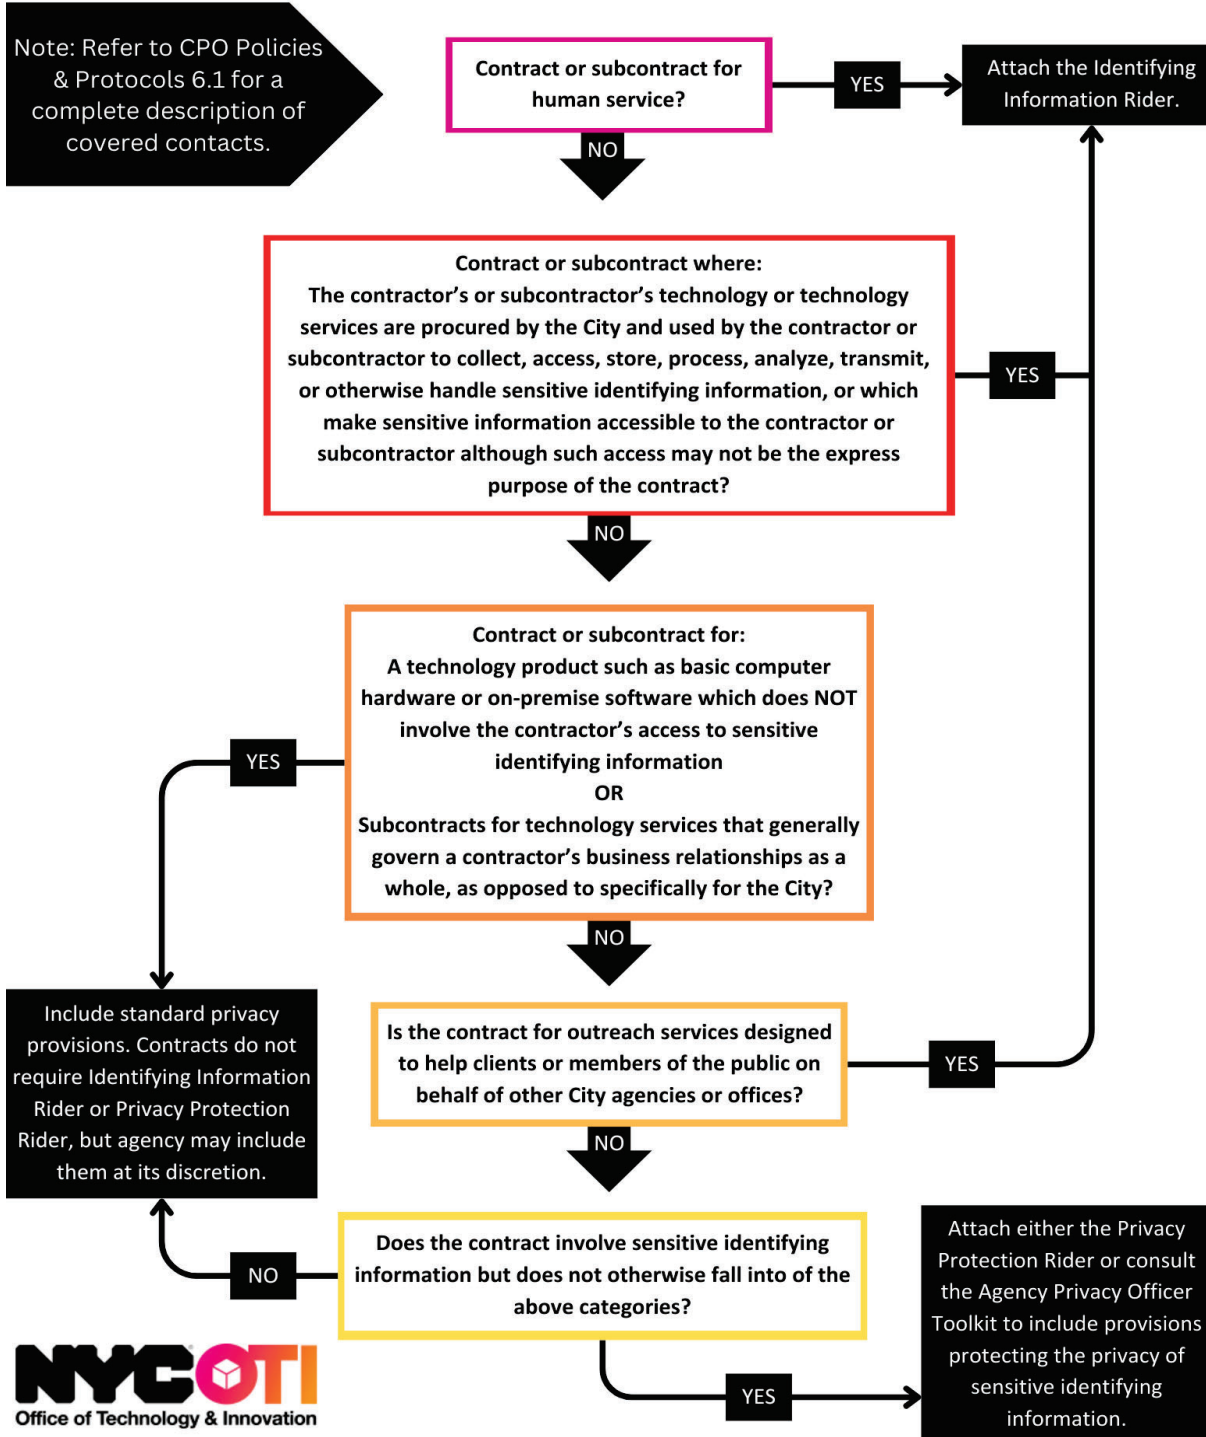 Note: Refer to CPO Policies
& Protocols 6.1 for a
complete description of
covered contacts.
Contract or subcontract for
human service?
YES
Attach the Identifying
Information Rider.
NO
Contract or subcontract where:
The contractor's or subcontractor's technology or technology
services are procured by the City and used by the contractor or
subcontractor to collect, access, store, process, analyze, transmit,
or otherwise handle sensitive identifying information, or which
make sensitive information accessible to the contractor or
subcontractor although such access may not be the express
purpose of the contract?
YES
NO
Contract or subcontract for:
A technology product such as basic computer
hardware or on-premise software which does NOT
involve the contractor's access to sensitive
identifying information
OR
Subcontracts for technology services that generally
govern a contractor's business relationships as a
whole, as opposed to specifically for the City?
YES
NO
Include standard privacy
provisions. Contracts do not
require Identifying Information
Rider or Privacy Protection
Rider, but agency may include
them at its discretion.
Is the contract for outreach services designed
to help clients or members of the public on
behalf of other City agencies or offices?
YES
NO
Does the contract involve sensitive identifying
information but does not otherwise fall into of the
above categories?
NO
YES
Attach either the Privacy
Protection Rider or consult
the Agency Privacy Officer
Toolkit to include provisions
protecting the privacy of
sensitive identifying
information.
NYC OTI
Office of Technology & Innovation